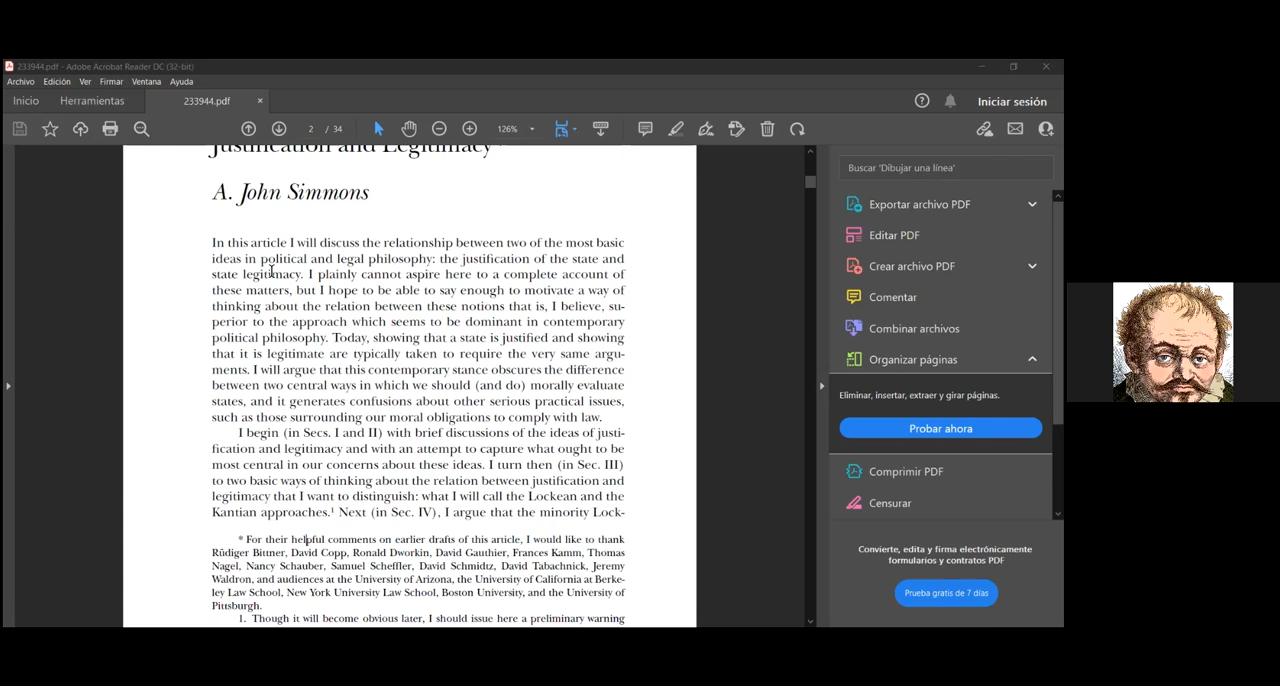 233944.pdf - Adobe Acrobat Reader DC (32-bit)
Archivo Edición Ver Firmar Ventana Ayuda
Inicio Herramientas 233944.pdf × Iniciar sesión
2 / 34 126%
Justification and Legitimacy*
A. John Simmons
In this article I will discuss the relationship between two of the most basic
ideas in political and legal philosophy: the justification of the state and
state legitimacy. I plainly cannot aspire here to a complete account of
these matters, but I hope to be able to say enough to motivate a way of
thinking about the relation between these notions that is, I believe, su-
perior to the approach which seems to be dominant in contemporary
political philosophy. Today, showing that a state is justified and showing
that it is legitimate are typically taken to require the very same argu-
ments. I will argue that this contemporary stance obscures the difference
between two central ways in which we should (and do) morally evaluate
states, and it generates confusions about other serious practical issues,
such as those surrounding our moral obligations to comply with law.
I begin (in Secs. I and II) with brief discussions of the ideas of justi-
fication and legitimacy and with an attempt to capture what ought to be
most central in our concerns about these ideas. I turn then (in Sec. III)
to two basic ways of thinking about the relation between justification and
legitimacy that I want to distinguish: what I will call the Lockean and the
Kantian approaches.¹ Next (in Sec. IV), I argue that the minority Lock-
* For their helpful comments on earlier drafts of this article, I would like to thank
Rüdiger Bittner, David Copp, Ronald Dworkin, David Gauthier, Frances Kamm, Thomas
Nagel, Nancy Schauber, Samuel Scheffler, David Schmidtz, David Tabachnick, Jeremy
Waldron, and audiences at the University of Arizona, the University of California at Berke-
ley Law School, New York University Law School, Boston University, and the University of
Pittsburgh.
1. Though it will become obvious later, I should issue here a preliminary warning
Buscar 'Dibujar una línea'
Exportar archivo PDF
Editar PDF
Crear archivo PDF
Comentar
Combinar archivos
Organizar páginas
Eliminar, insertar, extraer y girar páginas.
Probar ahora
Comprimir PDF
Censurar
Convierte, edita y firma electrónicamente
formularios y contratos PDF
Prueba gratis de 7 días